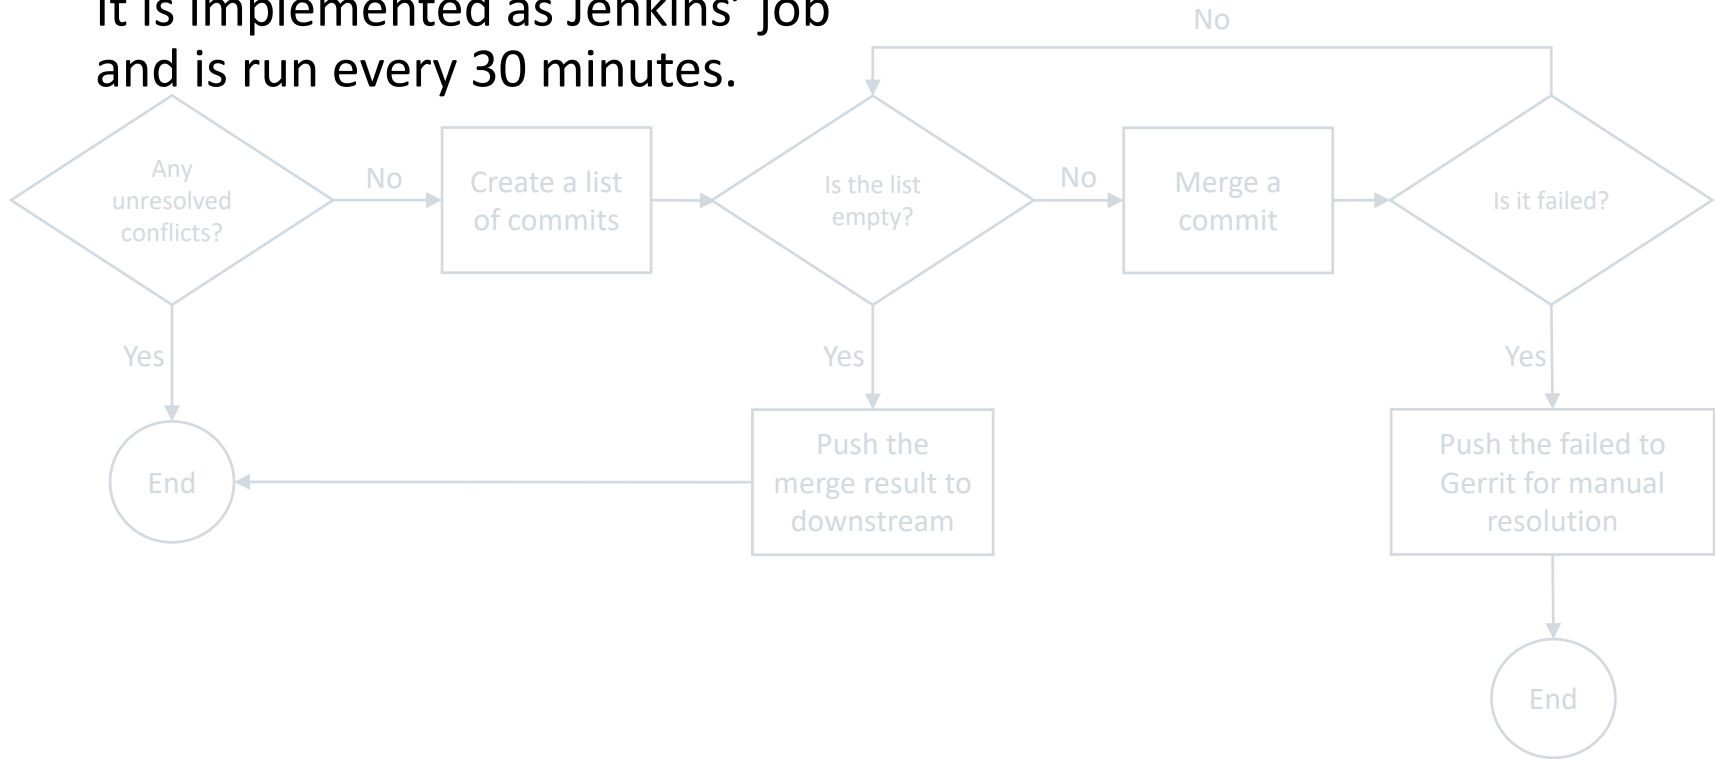 It is implemented as Jenkins' job
and is run every 30 minutes.
No
Any
unresolved
conflicts?
No
Create a list
of commits
Is the list
empty?
No
Merge a
commit
Is it failed?
Yes
Yes
Yes
End
Push the
merge result to
downstream
Push the failed to
Gerrit for manual
resolution
End